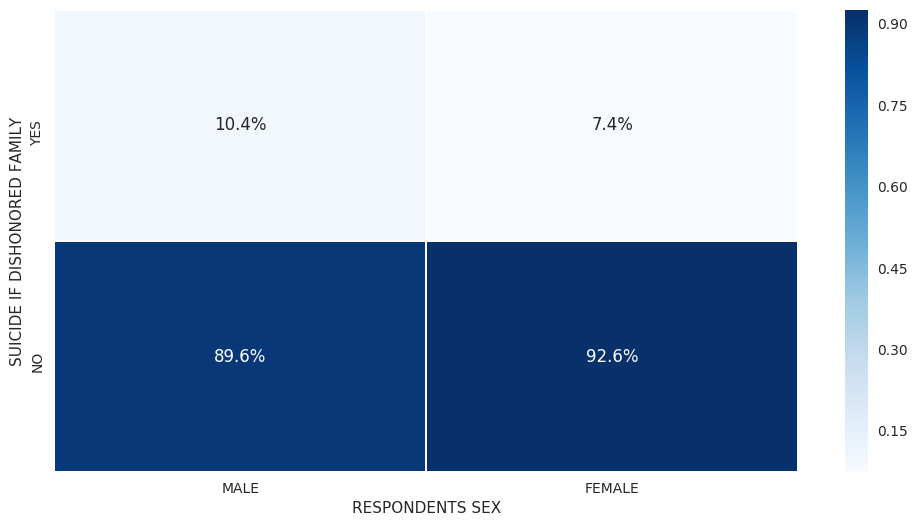 SUICIDE IF DISHONORED FAMILY
YES
NO
10.4%
7.4%
89.6%
92.6%
MALE
FEMALE
RESPONDENTS SEX
0.90
0.75
0.60
0.45
0.30
0.15